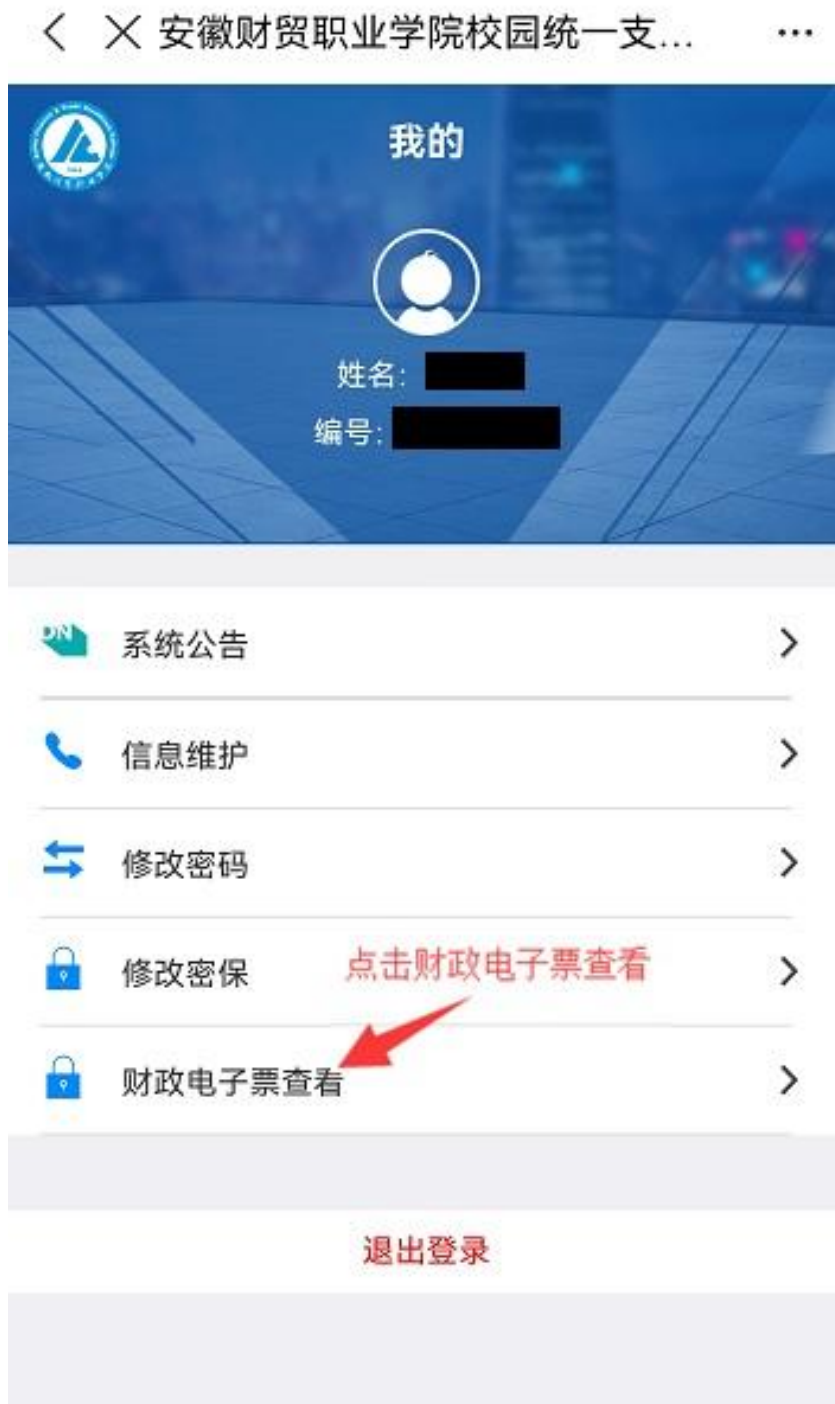 安徽财贸职业学院校园统一支...
我的
姓名:
编号:
系统公告
信息维护
修改密码
修改密保
点击财政电子票查看
财政电子票查看
退出登录